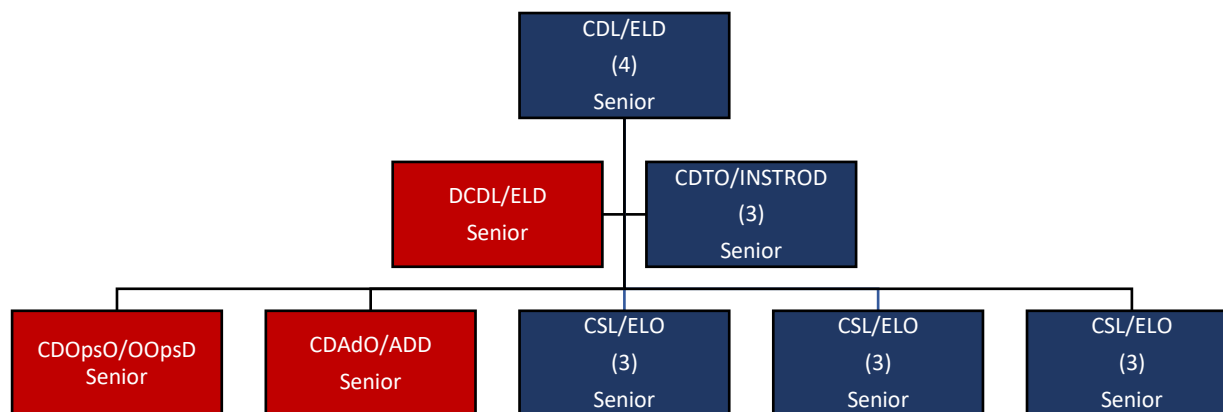 CDL/ELD
(4)
Senior
DCDL/ELD
Senior
CDTO/INSTROD
(3)
Senior
CDOpsO/OOpsD
Senior
CDAdO/ADD
Senior
CSL/ELO
(3)
Senior
CSL/ELO
(3)
Senior
CSL/ELO
(3)
Senior